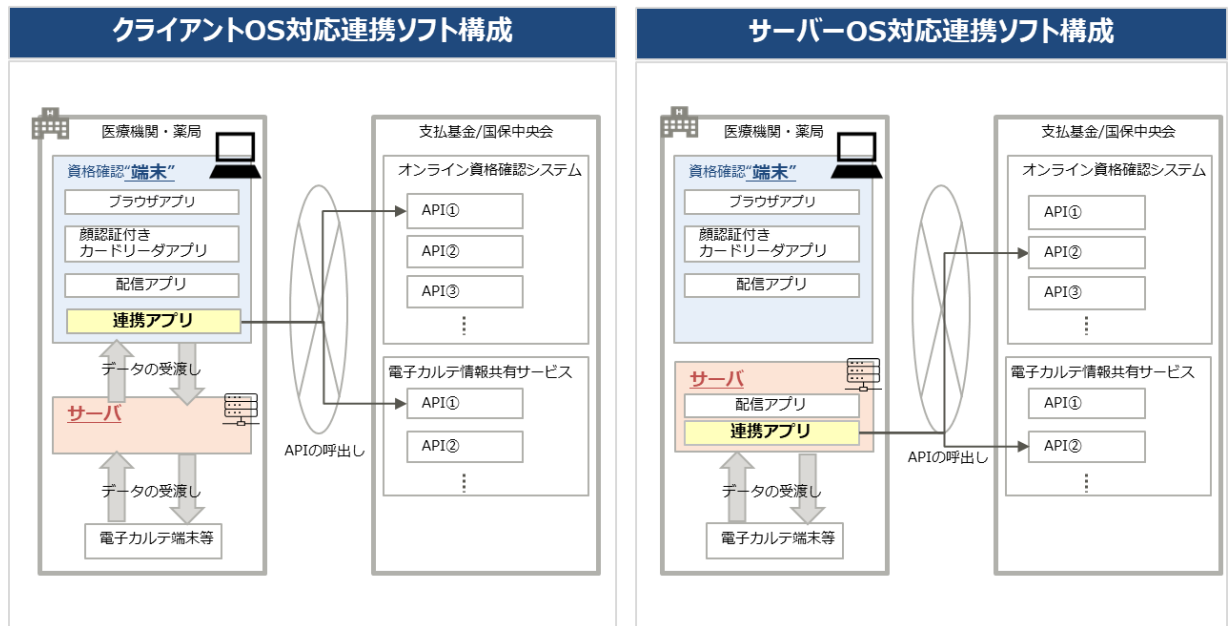 クライアントOS対応連携ソフト構成
医療機関・薬局
資格確認“端末”
ブラウザアプリ
顔認証付き
カードリーダアプリ
配信アプリ
連携アプリ
データの受渡し
サーバ
データの受渡し
電子カルテ端末等
APIの呼出し
支払基金/国保中央会
オンライン資格確認システム
API①
API②
API③
電子カルテ情報共有サービス
API①
API②
サーバーOS対応連携ソフト構成
医療機関・薬局
資格確認“端末”
ブラウザアプリ
顔認証付き
カードリーダアプリ
配信アプリ
サーバ
配信アプリ
連携アプリ
データの受渡し
電子カルテ端末等
APIの呼出し
支払基金/国保中央会
オンライン資格確認システム
API①
API②
API③
電子カルテ情報共有サービス
API①
API②